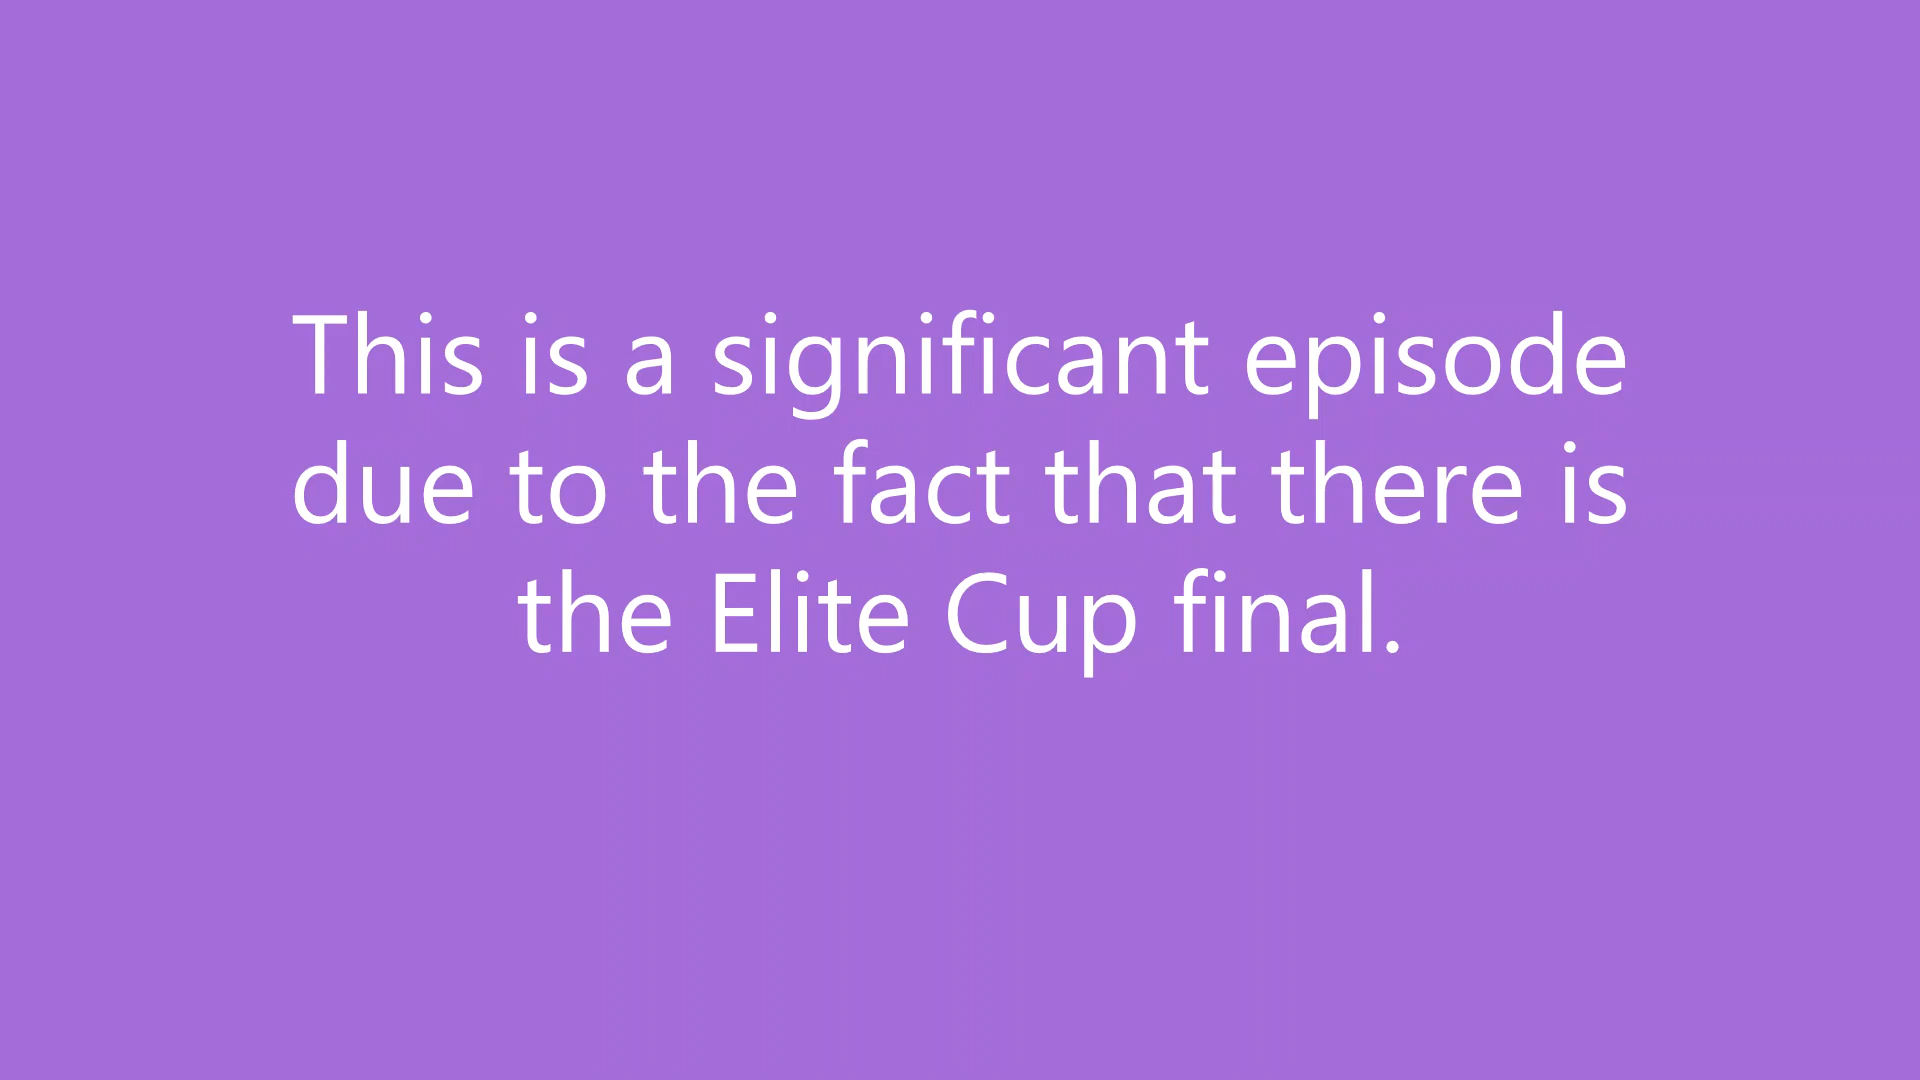 This is a significant episode
due to the fact that there is
the Elite Cup final.